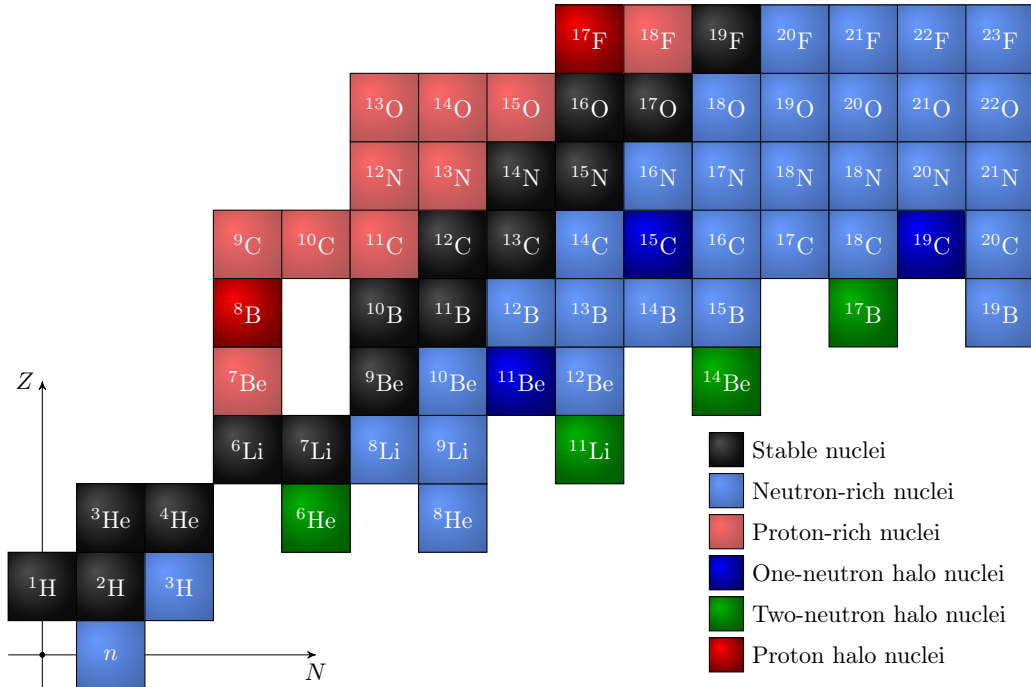 17F 18F 19F 20F 21F 22F 23F
13O 14O 15O 16O 17O 18O 19O 20O 21O 22O
12N 13N 14N 15N 16N 17N 18N 18N 20N 21N
9C 10C 11C 12C 13C 14C 15C 16C 17C 18C 19C 20C
8B 10B 11B 12B 13B 14B 15B 17B 19B
Z 7Be 9Be 10Be 11Be 12Be 14Be
6Li 7Li 8Li 9Li 11Li
3He 4He 6He 8He
1H 2H 3H
n
N
Stable nuclei
Neutron-rich nuclei
Proton-rich nuclei
One-neutron halo nuclei
Two-neutron halo nuclei
Proton halo nuclei